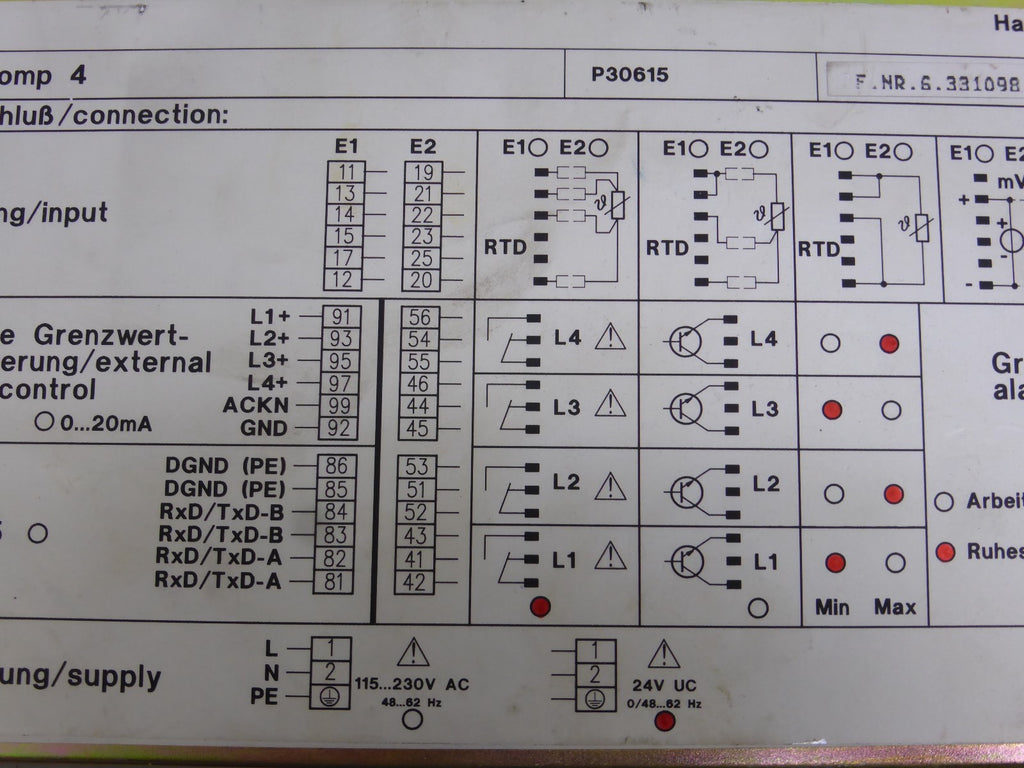 Ha
omp 4
P30615
F.NR.6.331098
hluß/connection:
ng/input
E1
11
13
14
15
17
12
E2
19
21
22
23
25
20
E1 E2
ϑ
RTD
E1 E2
ϑ
RTD
E1 E2
ϑ
RTD
E1 E2
mV
+
+
-
-
e Grenzwert-
erung/external
control
0...20mA
L1+ 91
L2+ 93
L3+ 95
L4+ 97
ACKN 99
GND 92
56
54
55
46
44
45
L4
L4
L3
L3
Gr
ala
DGND (PE) 86
DGND (PE) 85
RxD/TxD-B 84
RxD/TxD-B 83
RxD/TxD-A 82
RxD/TxD-A 81
53
51
52
43
41
42
L2
L2
L1
L1
Min Max
Arbeit
Ruhes
ung/supply
L 1
N 2
PE
115...230V AC
48...62 Hz
1
2
24V UC
0/48...62 Hz